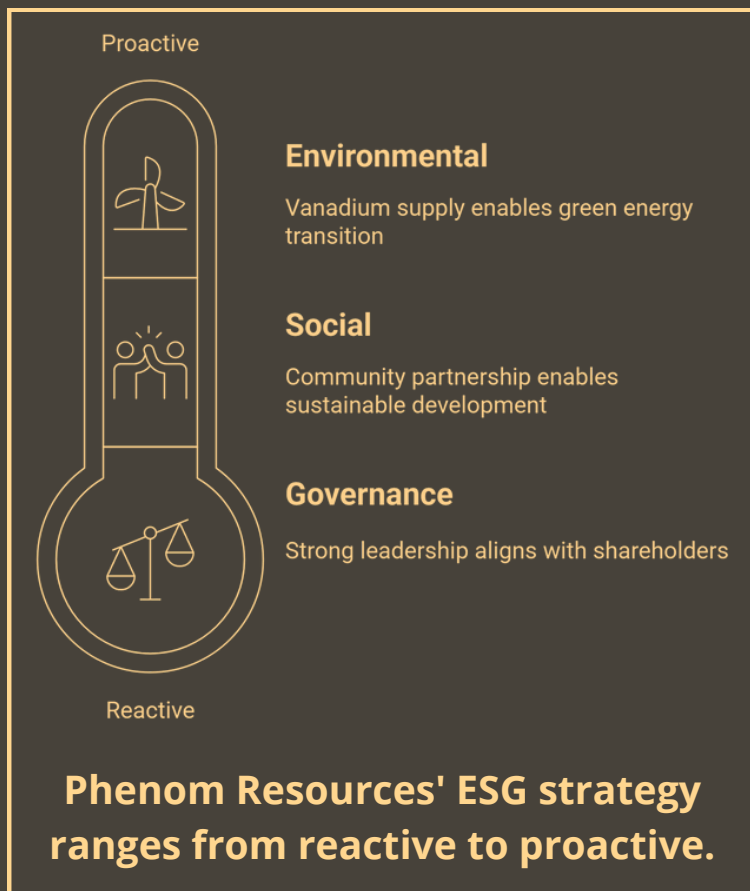 Proactive
Environmental
Vanadium supply enables green energy
transition
Social
Community partnership enables
sustainable development
Governance
Strong leadership aligns with shareholders
Reactive
Phenom Resources' ESG strategy
ranges from reactive to proactive.